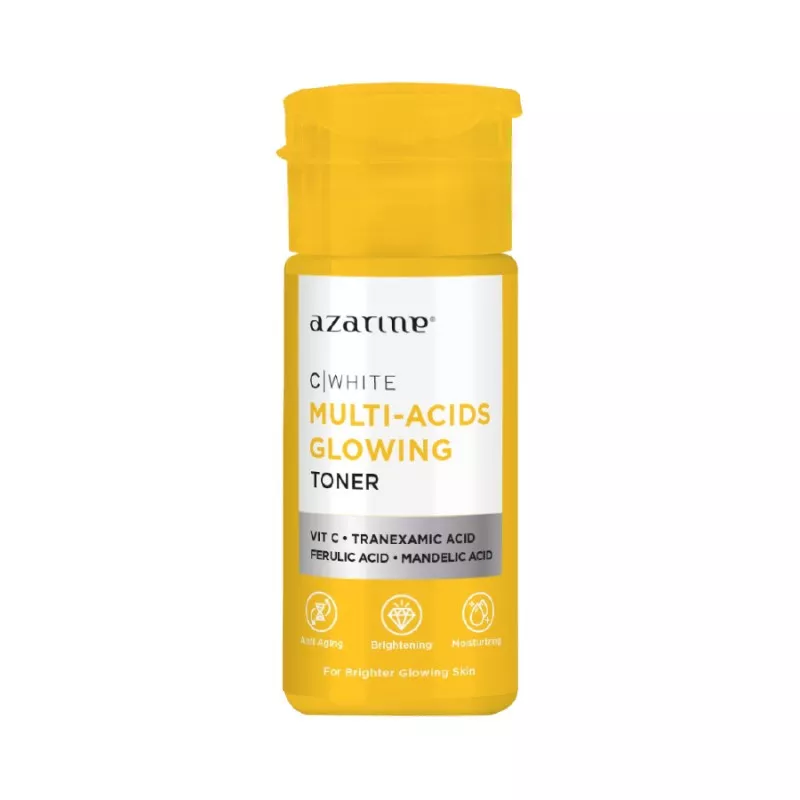 azarine®
C|WHITE
MULTI-ACIDS
GLOWING
TONER
VIT C • TRANEXAMIC ACID
FERULIC ACID • MANDELIC ACID
Anti Aging Brightening Moisturizing
For Brighter Glowing Skin